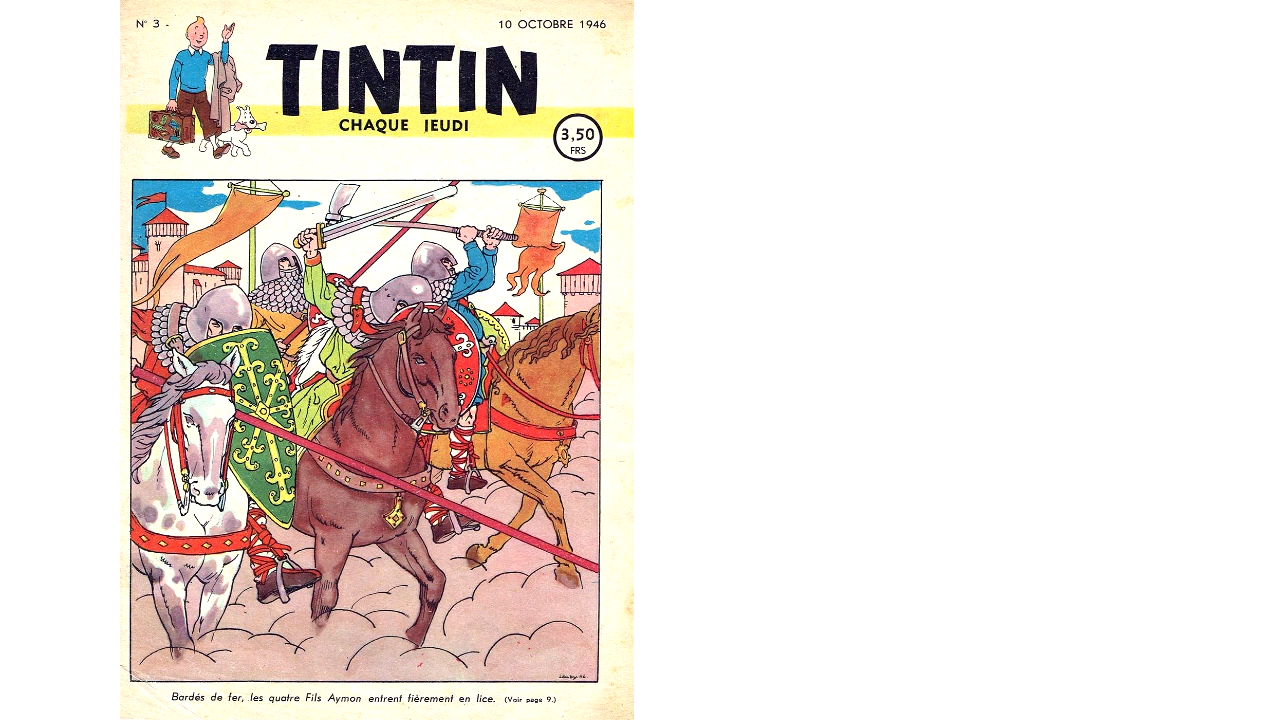 N° 3 -
10 OCTOBRE 1946
TINTIN
CHAQUE JEUDI
3,50
FRS
Bardés de fer, les quatre Fils Aymon entrent fièrement en lice. (Voir page 9.)